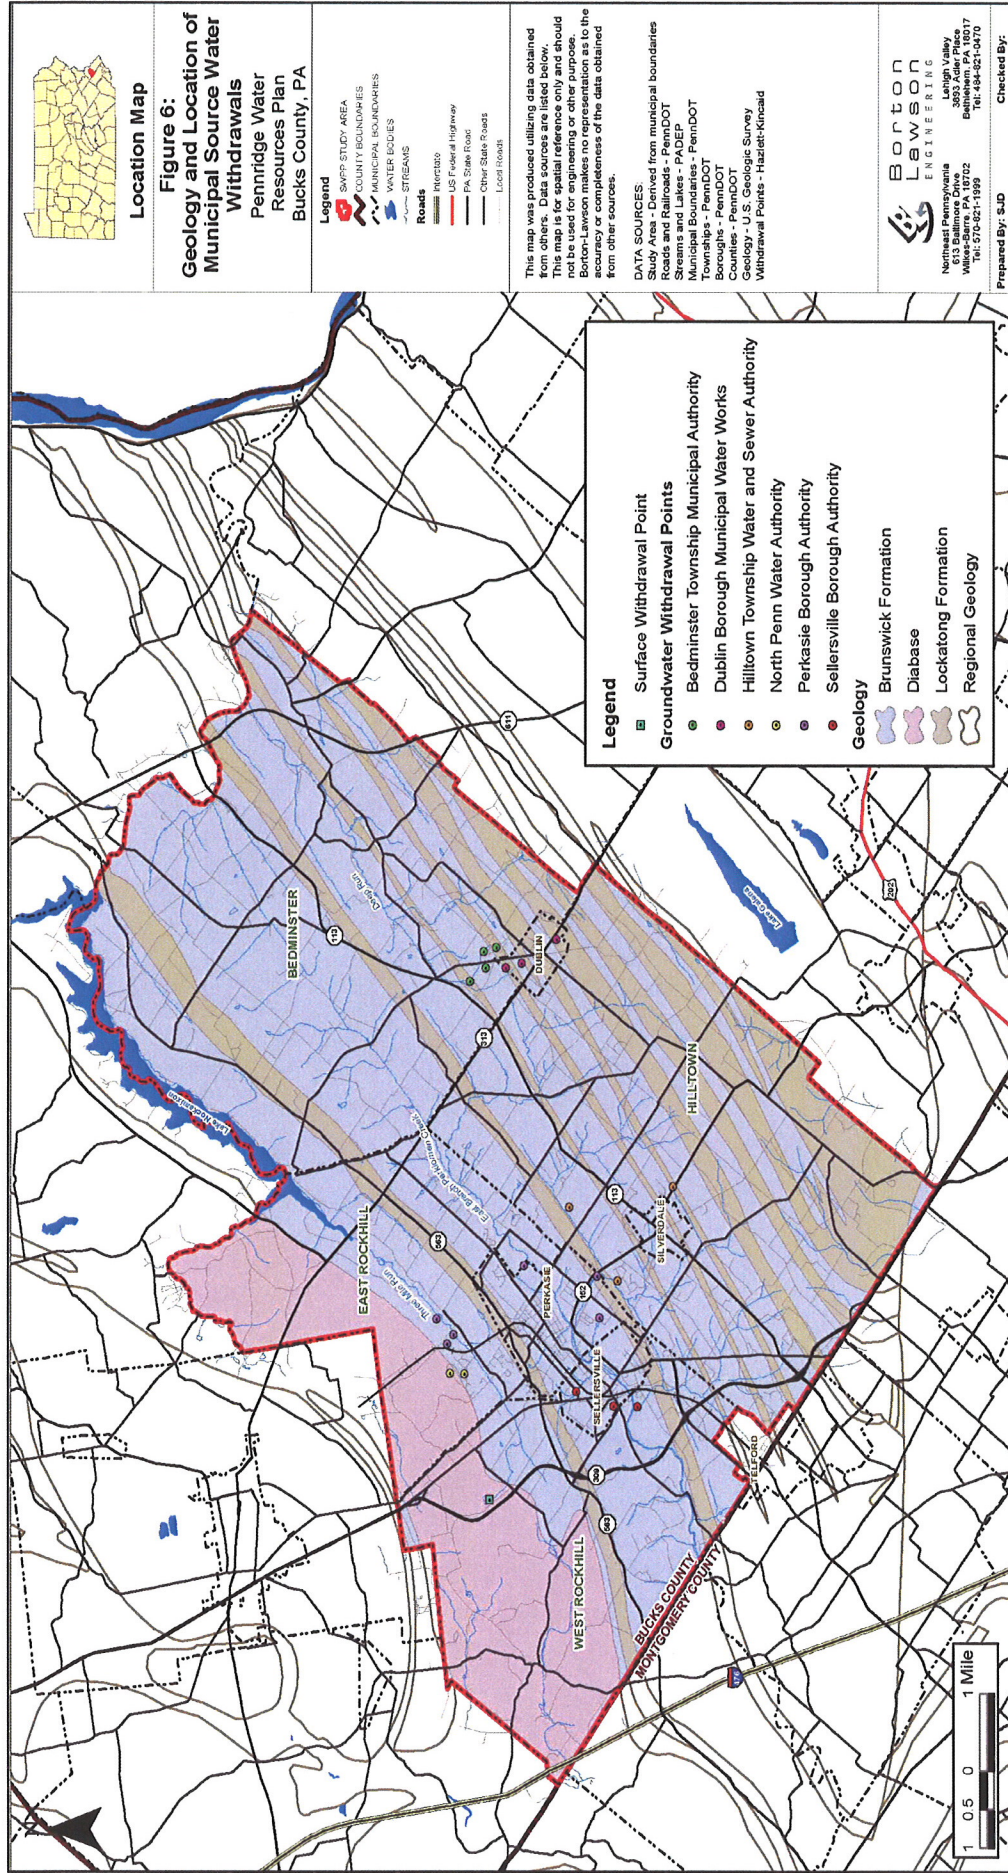 Location Map
Figure 6:
Geology and Location of
Municipal Source Water
Withdrawals
Pennridge Water
Resources Plan
Bucks County, PA
Legend
SWPP STUDY AREA
COUNTY BOUNDARIES
MUNICIPAL BOUNDARIES
WATER BODIES
STREAMS
Roads
Interstate
US Federal Highway
PA State Road
Other State Roads
Local Roads
This map was produced utilizing data obtained
from others. Data sources are listed below.
This map is for spatial reference only and should
not be used for engineering or other purpose.
Borton-Lawson makes no representation as to the
accuracy or completeness of the data obtained
from other sources.
DATA SOURCES:
Study Area - Derived from municipal boundaries
Roads and Railroads - PennDOT
Streams and Lakes - PADEP
Municipal Boundaries - PennDOT
Townships - PennDOT
Boroughs - PennDOT
Counties - PennDOT
Geology - U.S. Geologic Survey
Withdrawal Points - Hazlett-Kincaid
Borton
Lawson
ENGINEERING
Northeast Pennsylvania
613 Baltimore Drive
Wilkes-Barre, PA 18702
Tel: 570-821-1999
Lehigh Valley
3893 Adler Place
Bethlehem, PA 18017
Tel: 484-821-0470
Prepared By: SJD
Checked By:
Legend
Surface Withdrawal Point
Groundwater Withdrawal Points
Bedminster Township Municipal Authority
Dublin Borough Municipal Water Works
Hilltown Township Water and Sewer Authority
North Penn Water Authority
Perkasie Borough Authority
Sellersville Borough Authority
Geology
Brunswick Formation
Diabase
Lockatong Formation
Regional Geology
BEDMINSTER
Deep Run
611
113
DUBLIN
313
Lake Nockamixon
EAST ROCKHILL
Three Mile Run
East Branch Perkiomen Creek
563
PERKASIE
113
SILVERDALE
152
HILLTOWN
Lake Galena
202
SELLERSVILLE
309
563
WEST ROCKHILL
TELFORD
BUCKS COUNTY
MONTGOMERY COUNTY
1 0.5 0 1 Mile